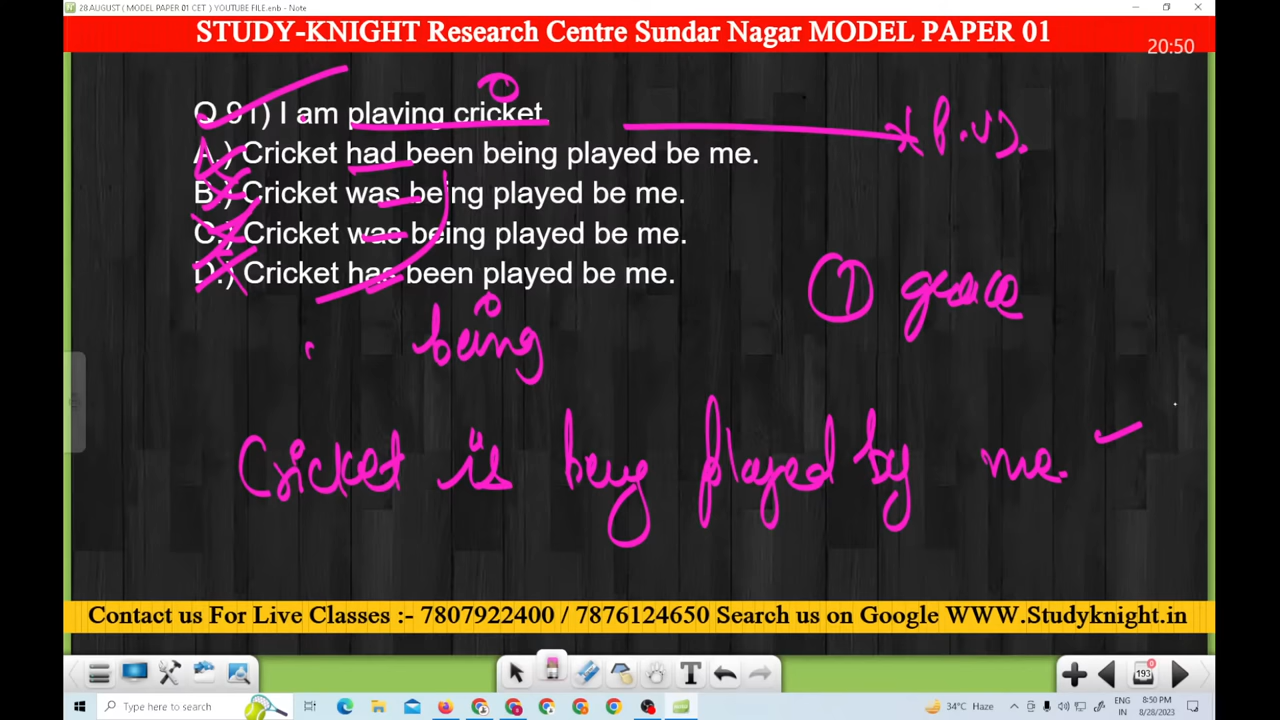 28 AUGUST ( MODEL PAPER 01 CET ) YOUTUBE FILE.enb - Note
STUDY-KNIGHT Research Centre Sundar Nagar MODEL PAPER 01
20:50
Q 91) I am playing cricket
A.) Cricket had been being played be me.
B.) Cricket was being played be me.
C.) Cricket was being played be me.
D.) Cricket has been played be me.
P.V).
①
being
Cricket is being played by me.
Contact us For Live Classes :- 7807922400 / 7876124650 Search us on Google WWW.Studyknight.in
193
Type here to search
34°C Haze
ENG
IN
8:50 PM
8/28/2023